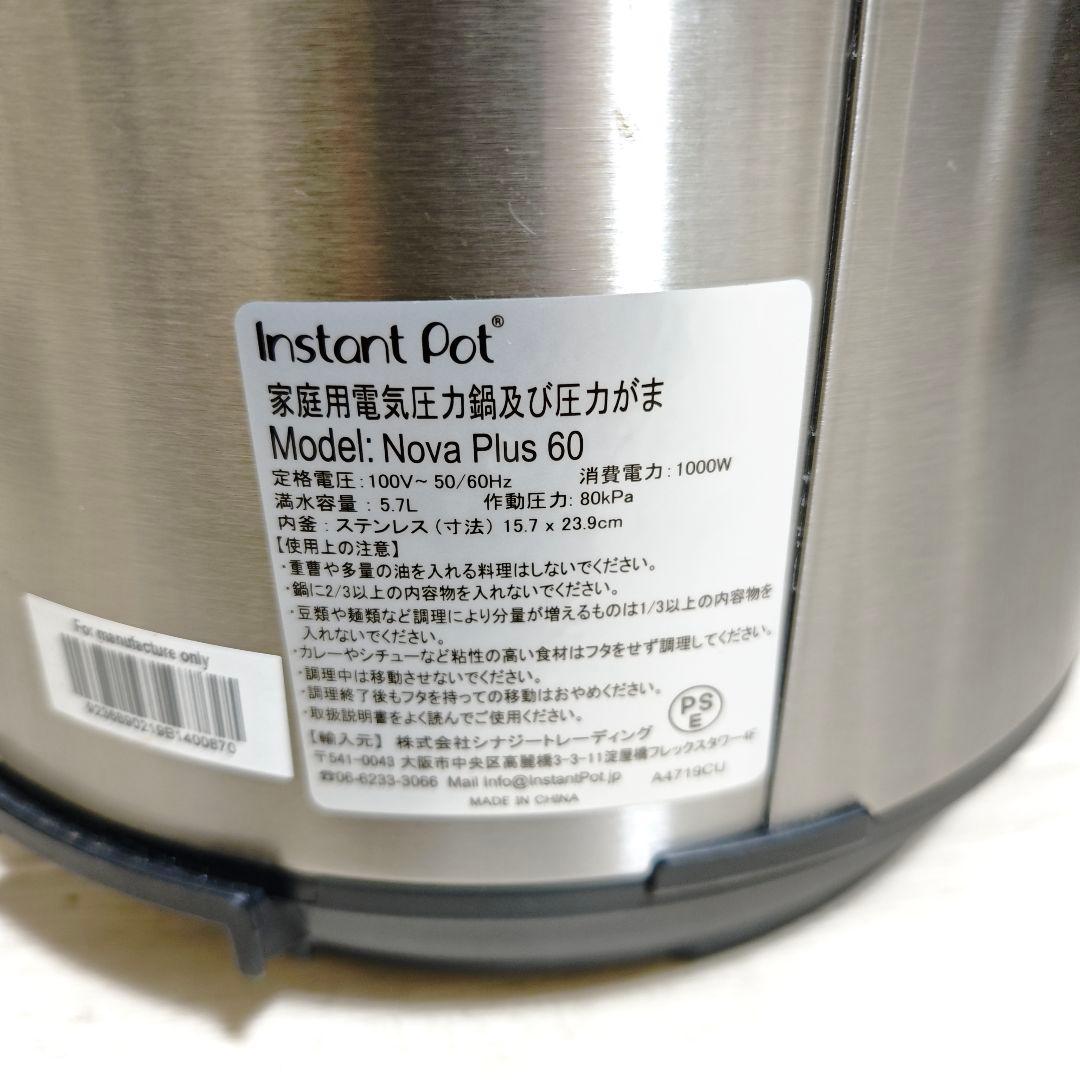 Instant Pot®
家庭用電気圧力鍋及び圧力がま
Model: Nova Plus 60
定格電圧:100V~ 50/60Hz 消費電力:1000W
満水容量: 5.7L 作動圧力: 80kPa
内釜:ステンレス(寸法) 15.7 x 23.9cm
【使用上の注意】
・重曹や多量の油を入れる料理はしないでください。
・鍋に2/3以上の内容物を入れないでください。
・豆類や麺類など調理により分量が増えるものは1/3以上の内容物を
入れないでください。
・カレーやシチューなど粘性の高い食材はフタをせず調理してください。
・調理中は移動させないでください。
・調理終了後もフタを持っての移動はおやめください。
・取扱説明書をよく読んでご使用ください。
PS
E
【輸入元】 株式会社シナジートレーディング
〒541-0043 大阪市中央区高麗橋3-3-11淀屋橋フレックスタワー4F
☎06-6233-3066 Mail Info@InstantPot.jp A4719CU
MADE IN CHINA
For manufacture only
9236B90219B1400870